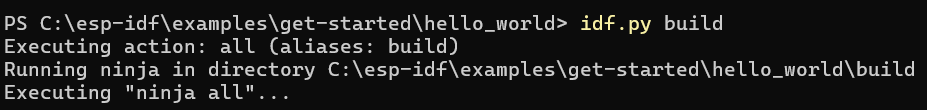 PS C:\esp-idf\examples\get-started\hello_world> idf.py build
Executing action: all (aliases: build)
Running ninja in directory C:\esp-idf\examples\get-started\hello_world\build
Executing "ninja all"...